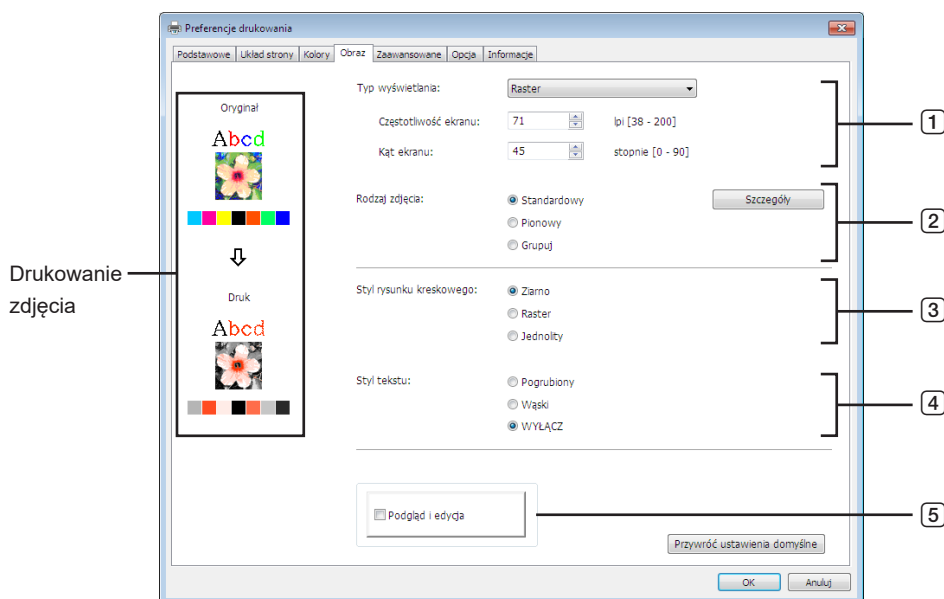 Preferencje drukowania
Podstawowe Układ strony Kolory Obraz Zaawansowane Opcja Informacje
Drukowanie
zdjęcia
Oryginał
Abcd
Druk
Abcd
Typ wyświetlania: Raster
Częstotliwość ekranu: 71 lpi [38 - 200]
Kąt ekranu: 45 stopnie [0 - 90]
1
Rodzaj zdjęcia: Standardowy Szczegóły
Pionowy
Grupuj
2
Styl rysunku kreskowego: Ziarno
Raster
Jednolity
3
Styl tekstu: Pogrubiony
Wąski
WYŁĄCZ
4
Podgląd i edycja
5
Przywróć ustawienia domyślne
OK Anuluj